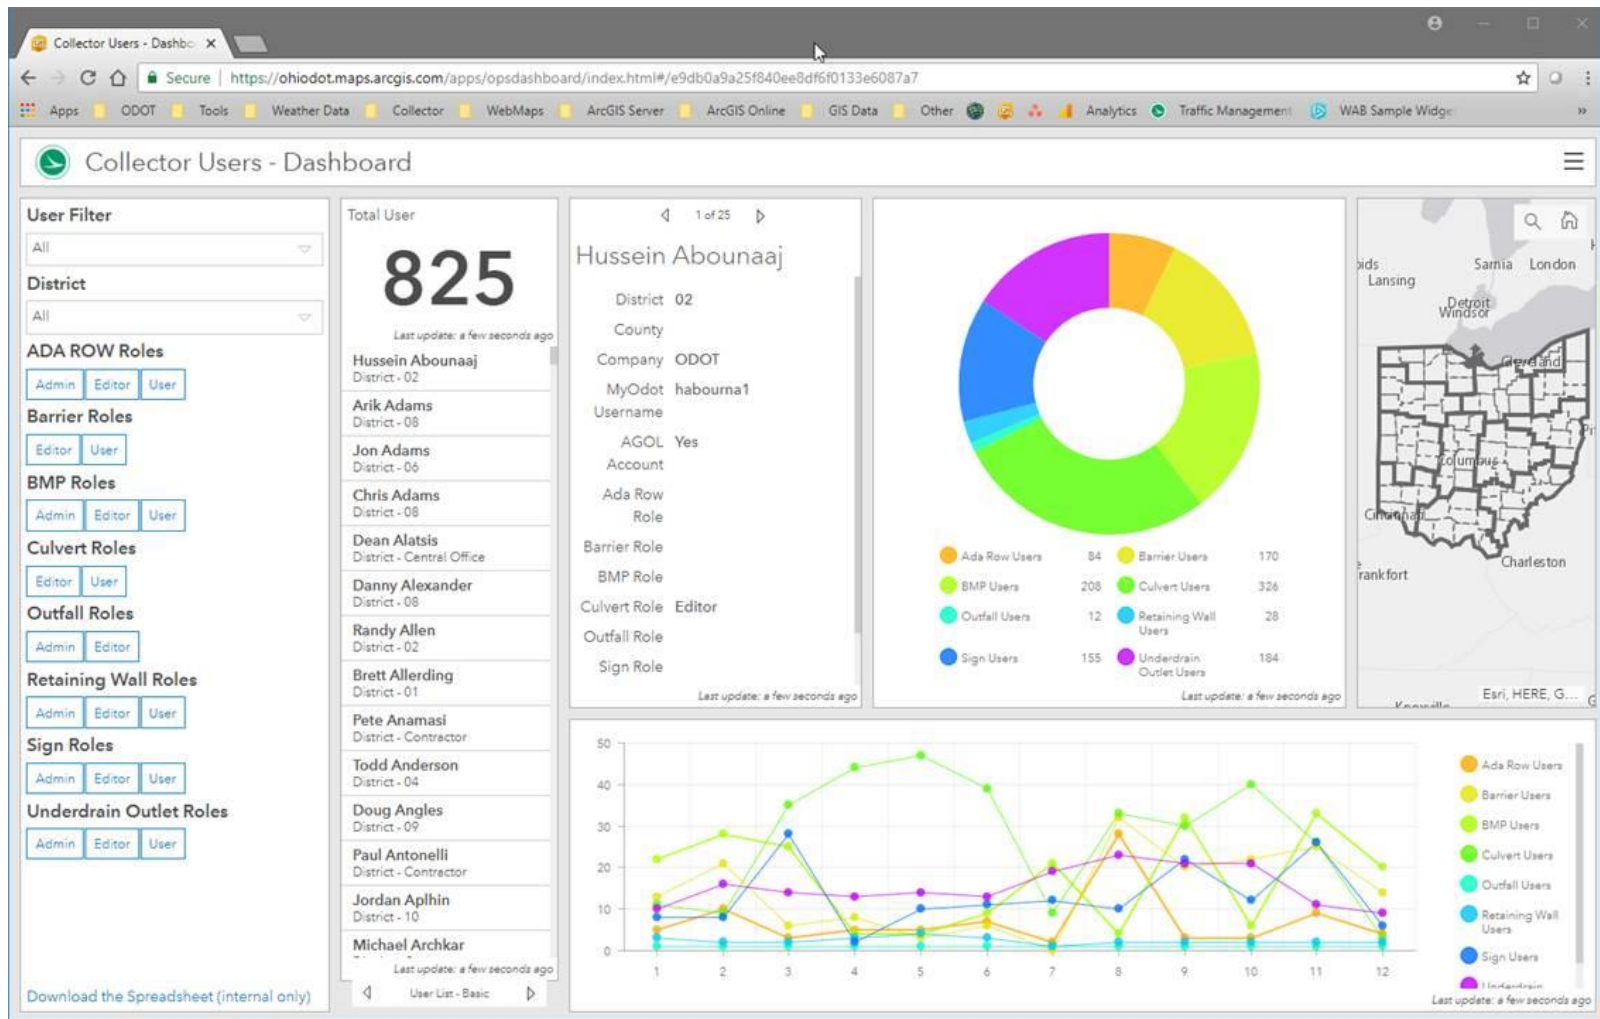 Collector Users - Dashbo
Secure | https://ohiodot.maps.arcgis.com/apps/opsdashboard/index.html#/e9db0a9a25f840ee8df6f0133e6087a7
Apps ODOT Tools Weather Data Collector WebMaps ArcGIS Server ArcGIS Online GIS Data Other Analytics Traffic Management WAB Sample Widge »
Collector Users - Dashboard
User Filter
All
District
All
ADA ROW Roles
Admin Editor User
Barrier Roles
Editor User
BMP Roles
Admin Editor User
Culvert Roles
Editor User
Outfall Roles
Admin Editor
Retaining Wall Roles
Admin Editor User
Sign Roles
Admin Editor User
Underdrain Outlet Roles
Admin Editor User
Download the Spreadsheet (internal only)
Total User
825
Last update: a few seconds ago
Hussein Abounaaj
District - 02
Arik Adams
District - 08
Jon Adams
District - 06
Chris Adams
District - 08
Dean Alatsis
District - Central Office
Danny Alexander
District - 08
Randy Allen
District - 02
Brett Allerding
District - 01
Pete Anamasi
District - Contractor
Todd Anderson
District - 04
Doug Angles
District - 09
Paul Antonelli
District - Contractor
Jordan Aplhin
District - 10
Michael Archkar
Last update: a few seconds ago
User List - Basic
1 of 25
Hussein Abounaaj
District 02
County
Company ODOT
MyOdot habourna1
Username
AGOL Yes
Account
Ada Row
Role
Barrier Role
BMP Role
Culvert Role Editor
Outfall Role
Sign Role
Last update: a few seconds ago
Ada Row Users 84 Barrier Users 170
BMP Users 208 Culvert Users 326
Outfall Users 12 Retaining Wall 28
Users
Sign Users 155 Underdrain 184
Outlet Users
Last update: a few seconds ago
Sarnia London
Lansing
Detroit
Windsor
Cleveland
Columbus
Cincinnati
Charleston
rankfort
Esri, HERE, G...
50
40
30
20
10
0
1 2 3 4 5 6 7 8 9 10 11 12
Ada Row Users
Barrier Users
BMP Users
Culvert Users
Outfall Users
Retaining Wall
Users
Sign Users
Underdrain
Last update: a few seconds ago